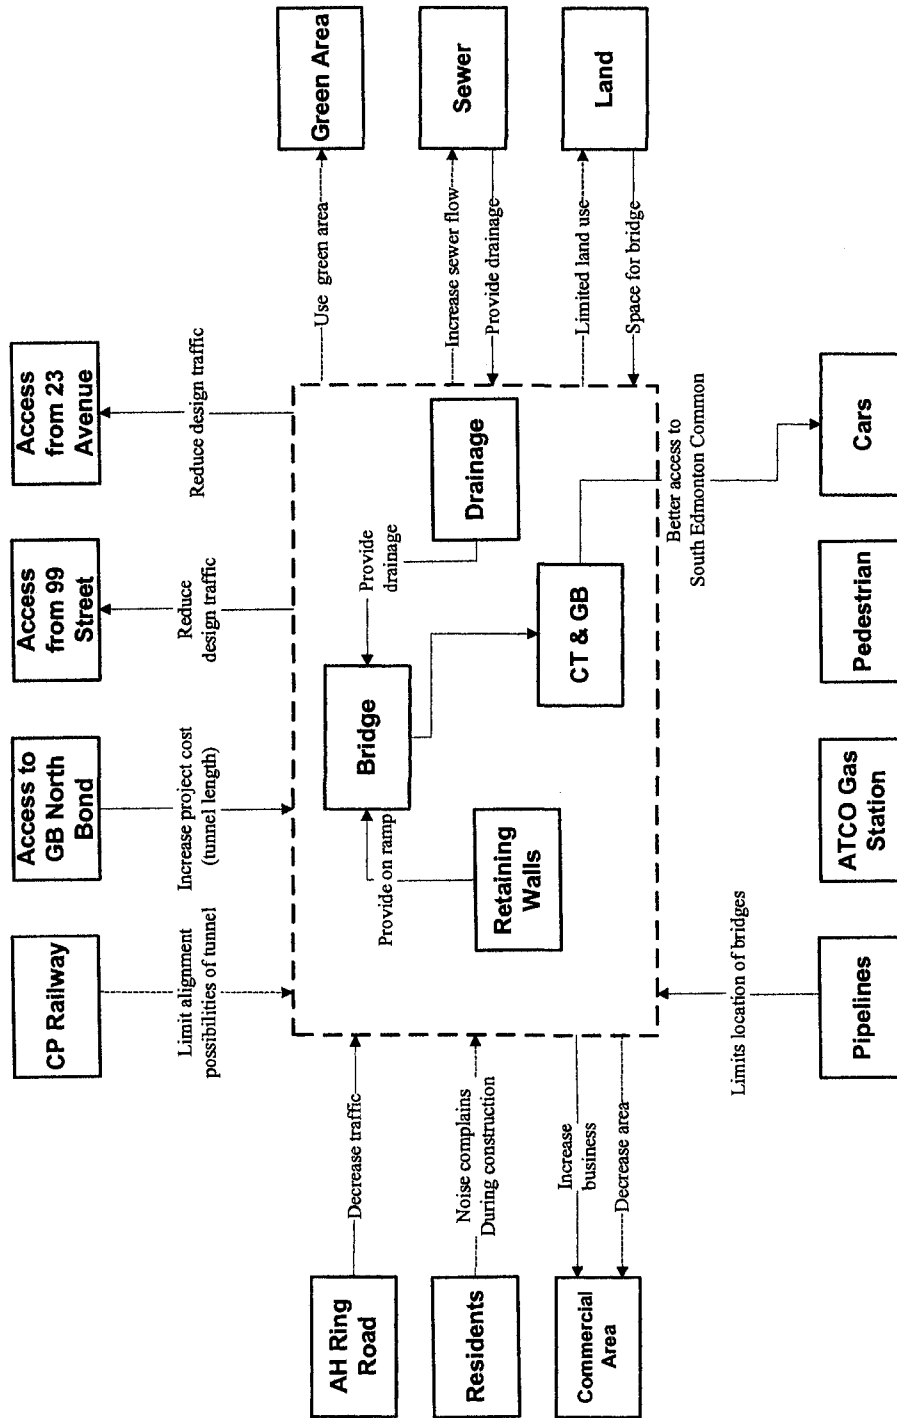 CP Railway
Access to
GB North
Bond
Access
from 99
Street
Access
from 23
Avenue
Limit alignment
possibilities of tunnel
Increase project cost
(tunnel length)
Reduce
design traffic
Reduce design traffic
AH Ring
Road
Decrease traffic
Residents
Noise complains
During construction
Commercial
Area
Increase
business
Decrease area
Bridge
Provide on ramp
Provide
drainage
Retaining
Walls
Drainage
CT & GB
Use green area
Green Area
Increase sewer flow
Provide drainage
Sewer
Limited land use
Space for bridge
Land
Limits location of bridges
Better access to
South Edmonton Common
Pipelines
ATCO Gas
Station
Pedestrian
Cars